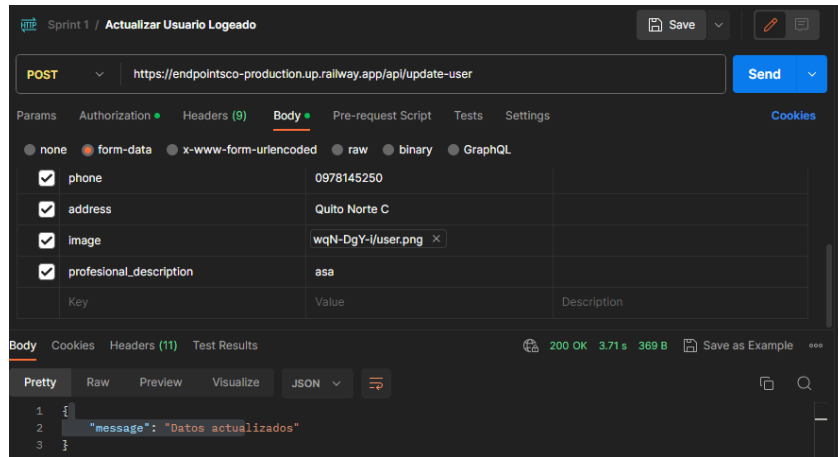 HTTP Sprint 1 / Actualizar Usuario Logeado Save
POST https://endpointsco-production.up.railway.app/api/update-user Send
Params Authorization Headers (9) Body Pre-request Script Tests Settings Cookies
none form-data x-www-form-urlencoded raw binary GraphQL
phone 0978145250
address Quito Norte C
image wqN-DgY-i/user.png
profesional_description asa
Key Value Description
Body Cookies Headers (11) Test Results 200 OK 3.71 s 369 B Save as Example
Pretty Raw Preview Visualize JSON
1 {
2 "message": "Datos actualizados"
3 }